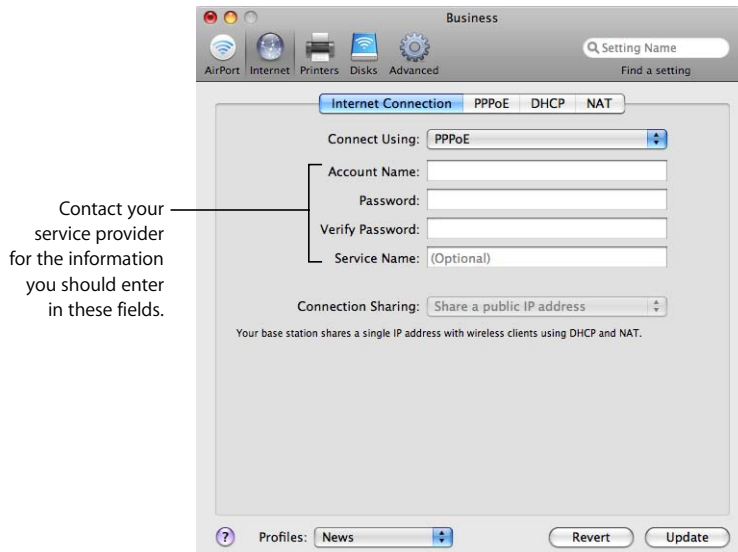 Business
Setting Name
AirPort Internet Printers Disks Advanced Find a setting
Internet Connection PPPoE DHCP NAT
Connect Using: PPPoE
Account Name:
Password:
Verify Password:
Service Name: (Optional)
Contact your
service provider
for the information
you should enter
in these fields.
Connection Sharing: Share a public IP address
Your base station shares a single IP address with wireless clients using DHCP and NAT.
? Profiles: News Revert Update